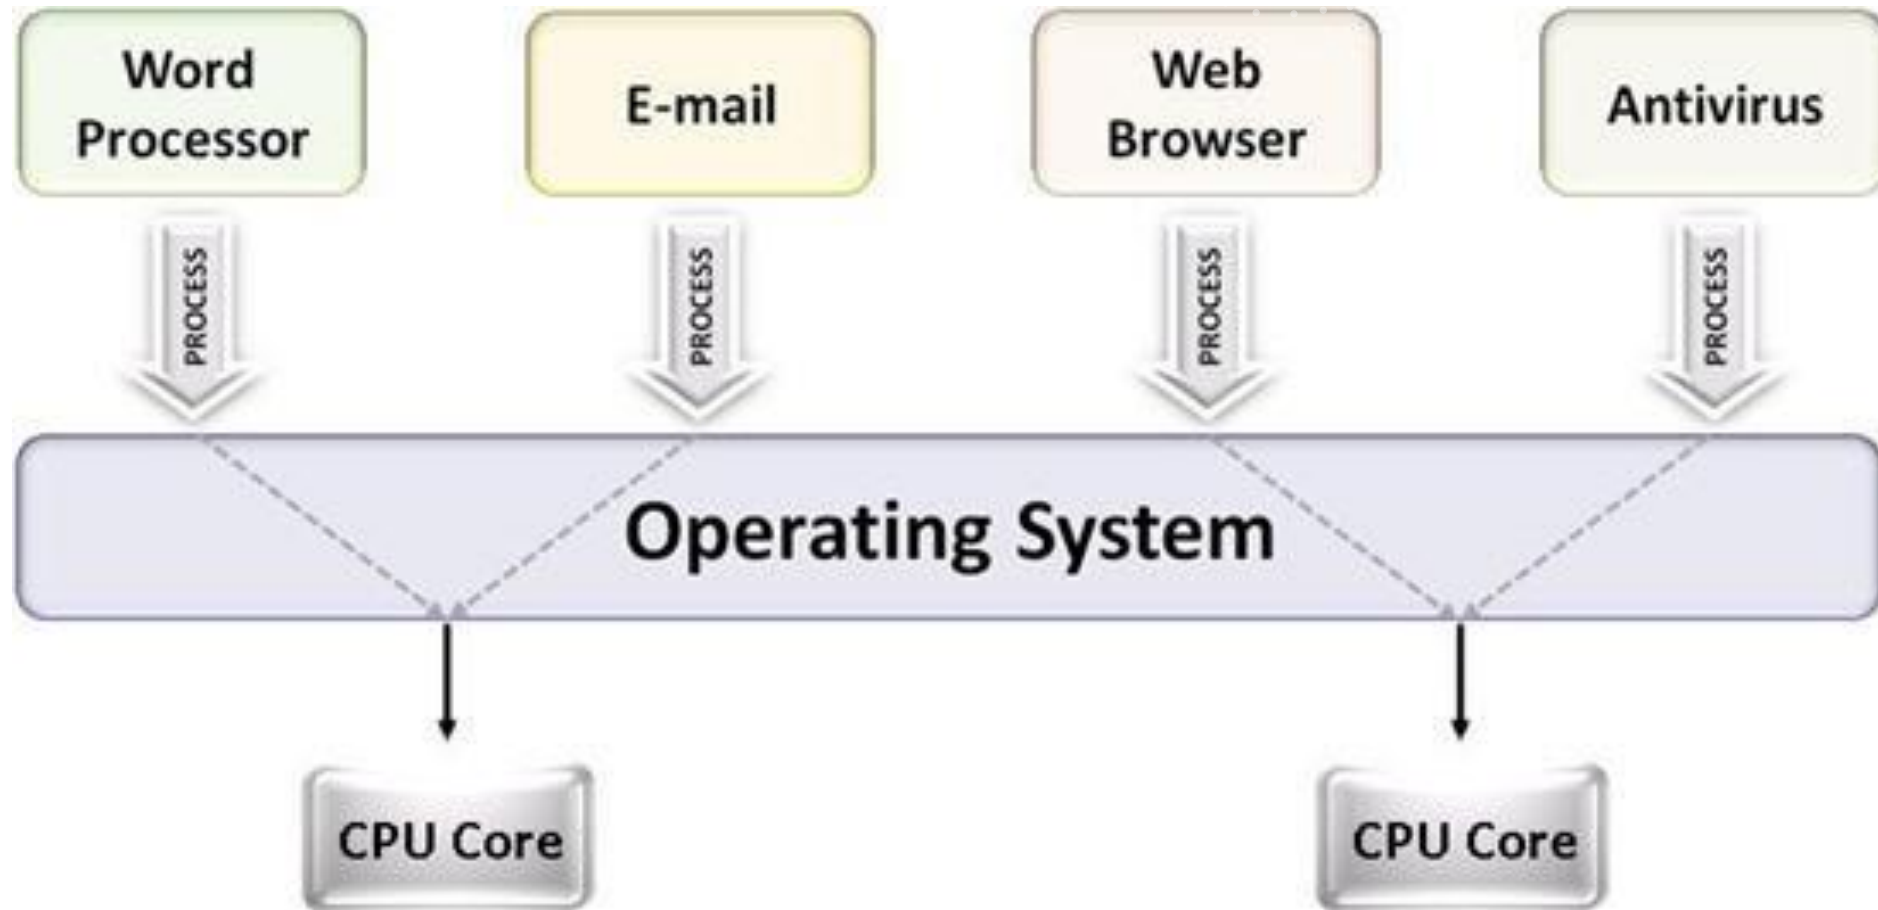 Word
Processor
E-mail
Web
Browser
Antivirus
PROCESS
PROCESS
PROCESS
PROCESS
Operating System
CPU Core
CPU Core